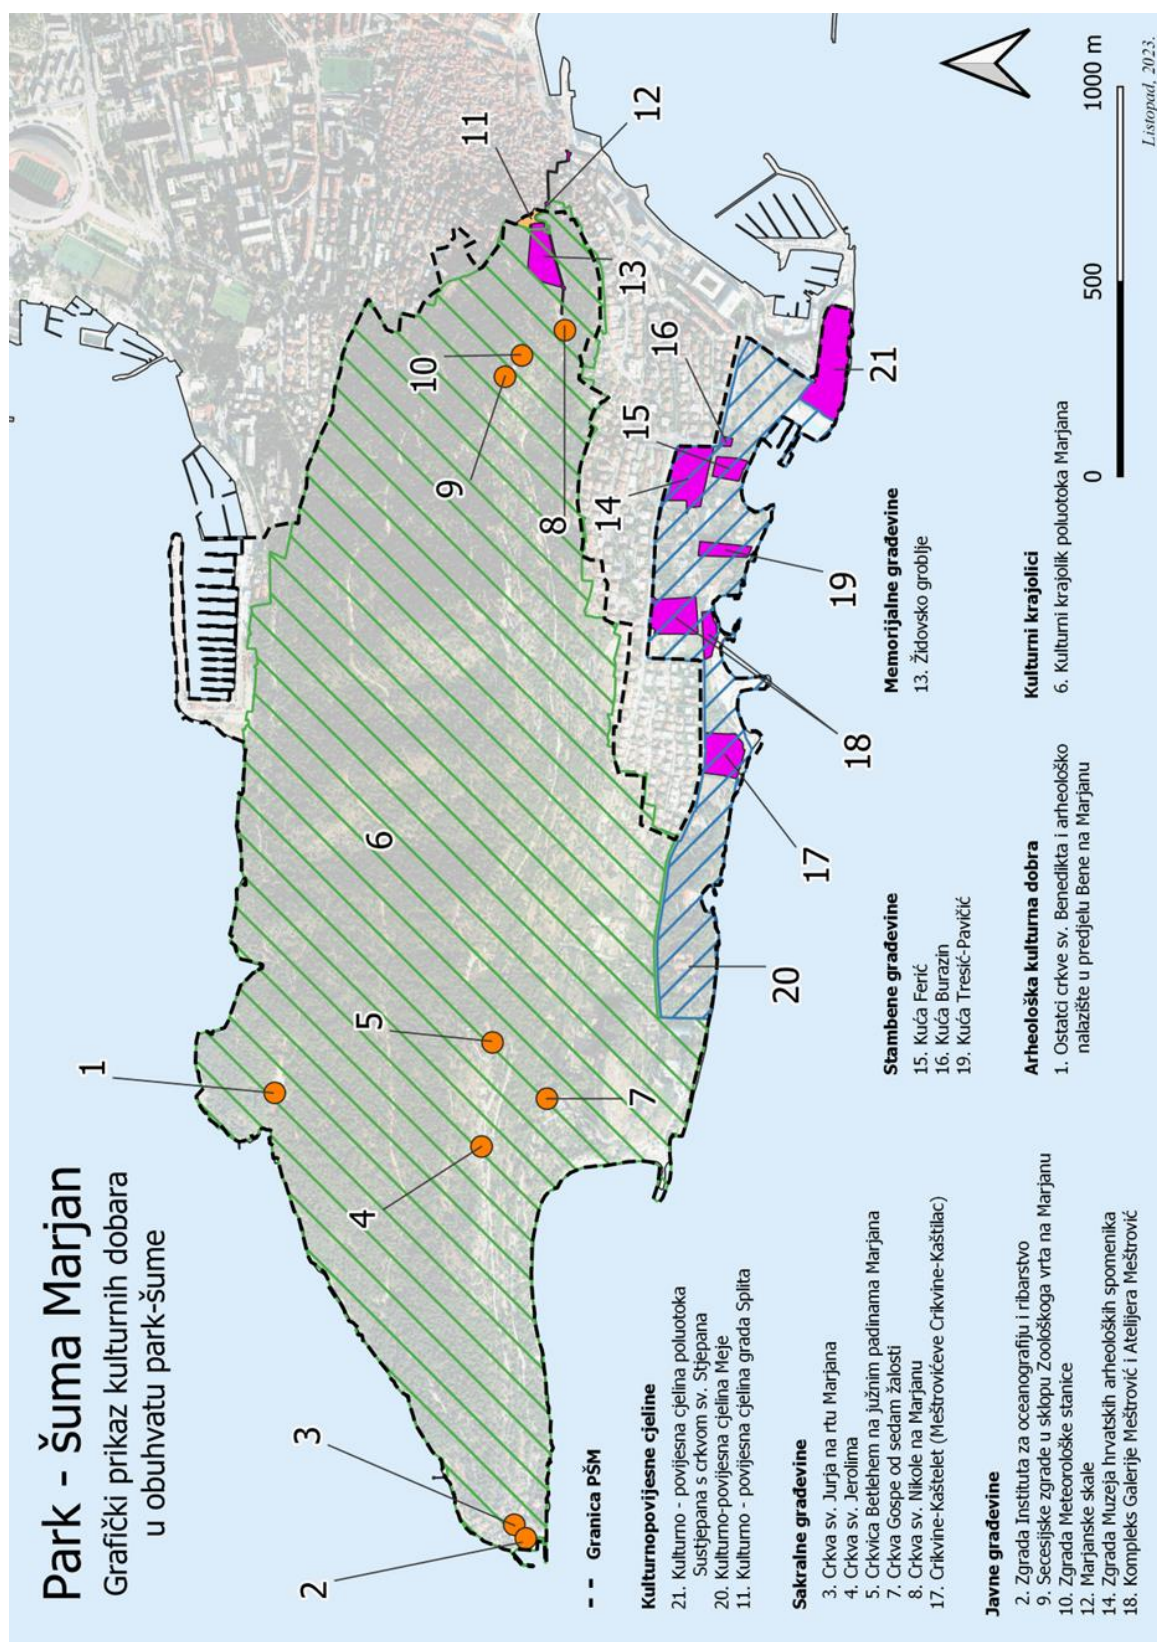 Park - šuma Marjan
Grafički prikaz kulturnih dobara
u obuhvatu park-šume
1
2
3
4
5
6
7
8
9
10
11
12
13
14
15
16
17
18
19
20
21
Granica PŠM
Kulturnopovijesne cjeline
21. Kulturno - povijesna cjelina poluotoka
Sustjepana s crkvom sv. Stjepana
20. Kulturno-povijesna cjelina Meje
11. Kulturno - povijesna cjelina grada Splita
Sakralne građevine
3. Crkva sv. Jurja na rtu Marjana
4. Crkva sv. Jerolima
5. Crkvica Betlehem na južnim padinama Marjana
7. Crkva Gospe od sedam žalosti
8. Crkva sv. Nikole na Marjanu
17. Crikvine-Kaštelet (Meštrovićeve Crikvine-Kaštilac)
Javne građevine
2. Zgrada Instituta za oceanografiju i ribarstvo
9. Secesijske zgrade u sklopu Zoološkoga vrta na Marjanu
10. Zgrada Meteorološke stanice
12. Marjanske skale
14. Zgrada Muzeja hrvatskih arheoloških spomenika
18. Kompleks Galerije Meštrović i Atelijera Meštrović
Stambene građevine
15. Kuća Ferić
16. Kuća Burazin
19. Kuća Tresić-Pavičić
Arheološka kulturna dobra
1. Ostatci crkve sv. Benedikta i arheološko
nalazište u predjelu Bene na Marjanu
Memorijalne građevine
13. Židovsko groblje
Kulturni krajolici
6. Kulturni krajolik poluotoka Marjana
0 500 1000 m
Listopad, 2023.